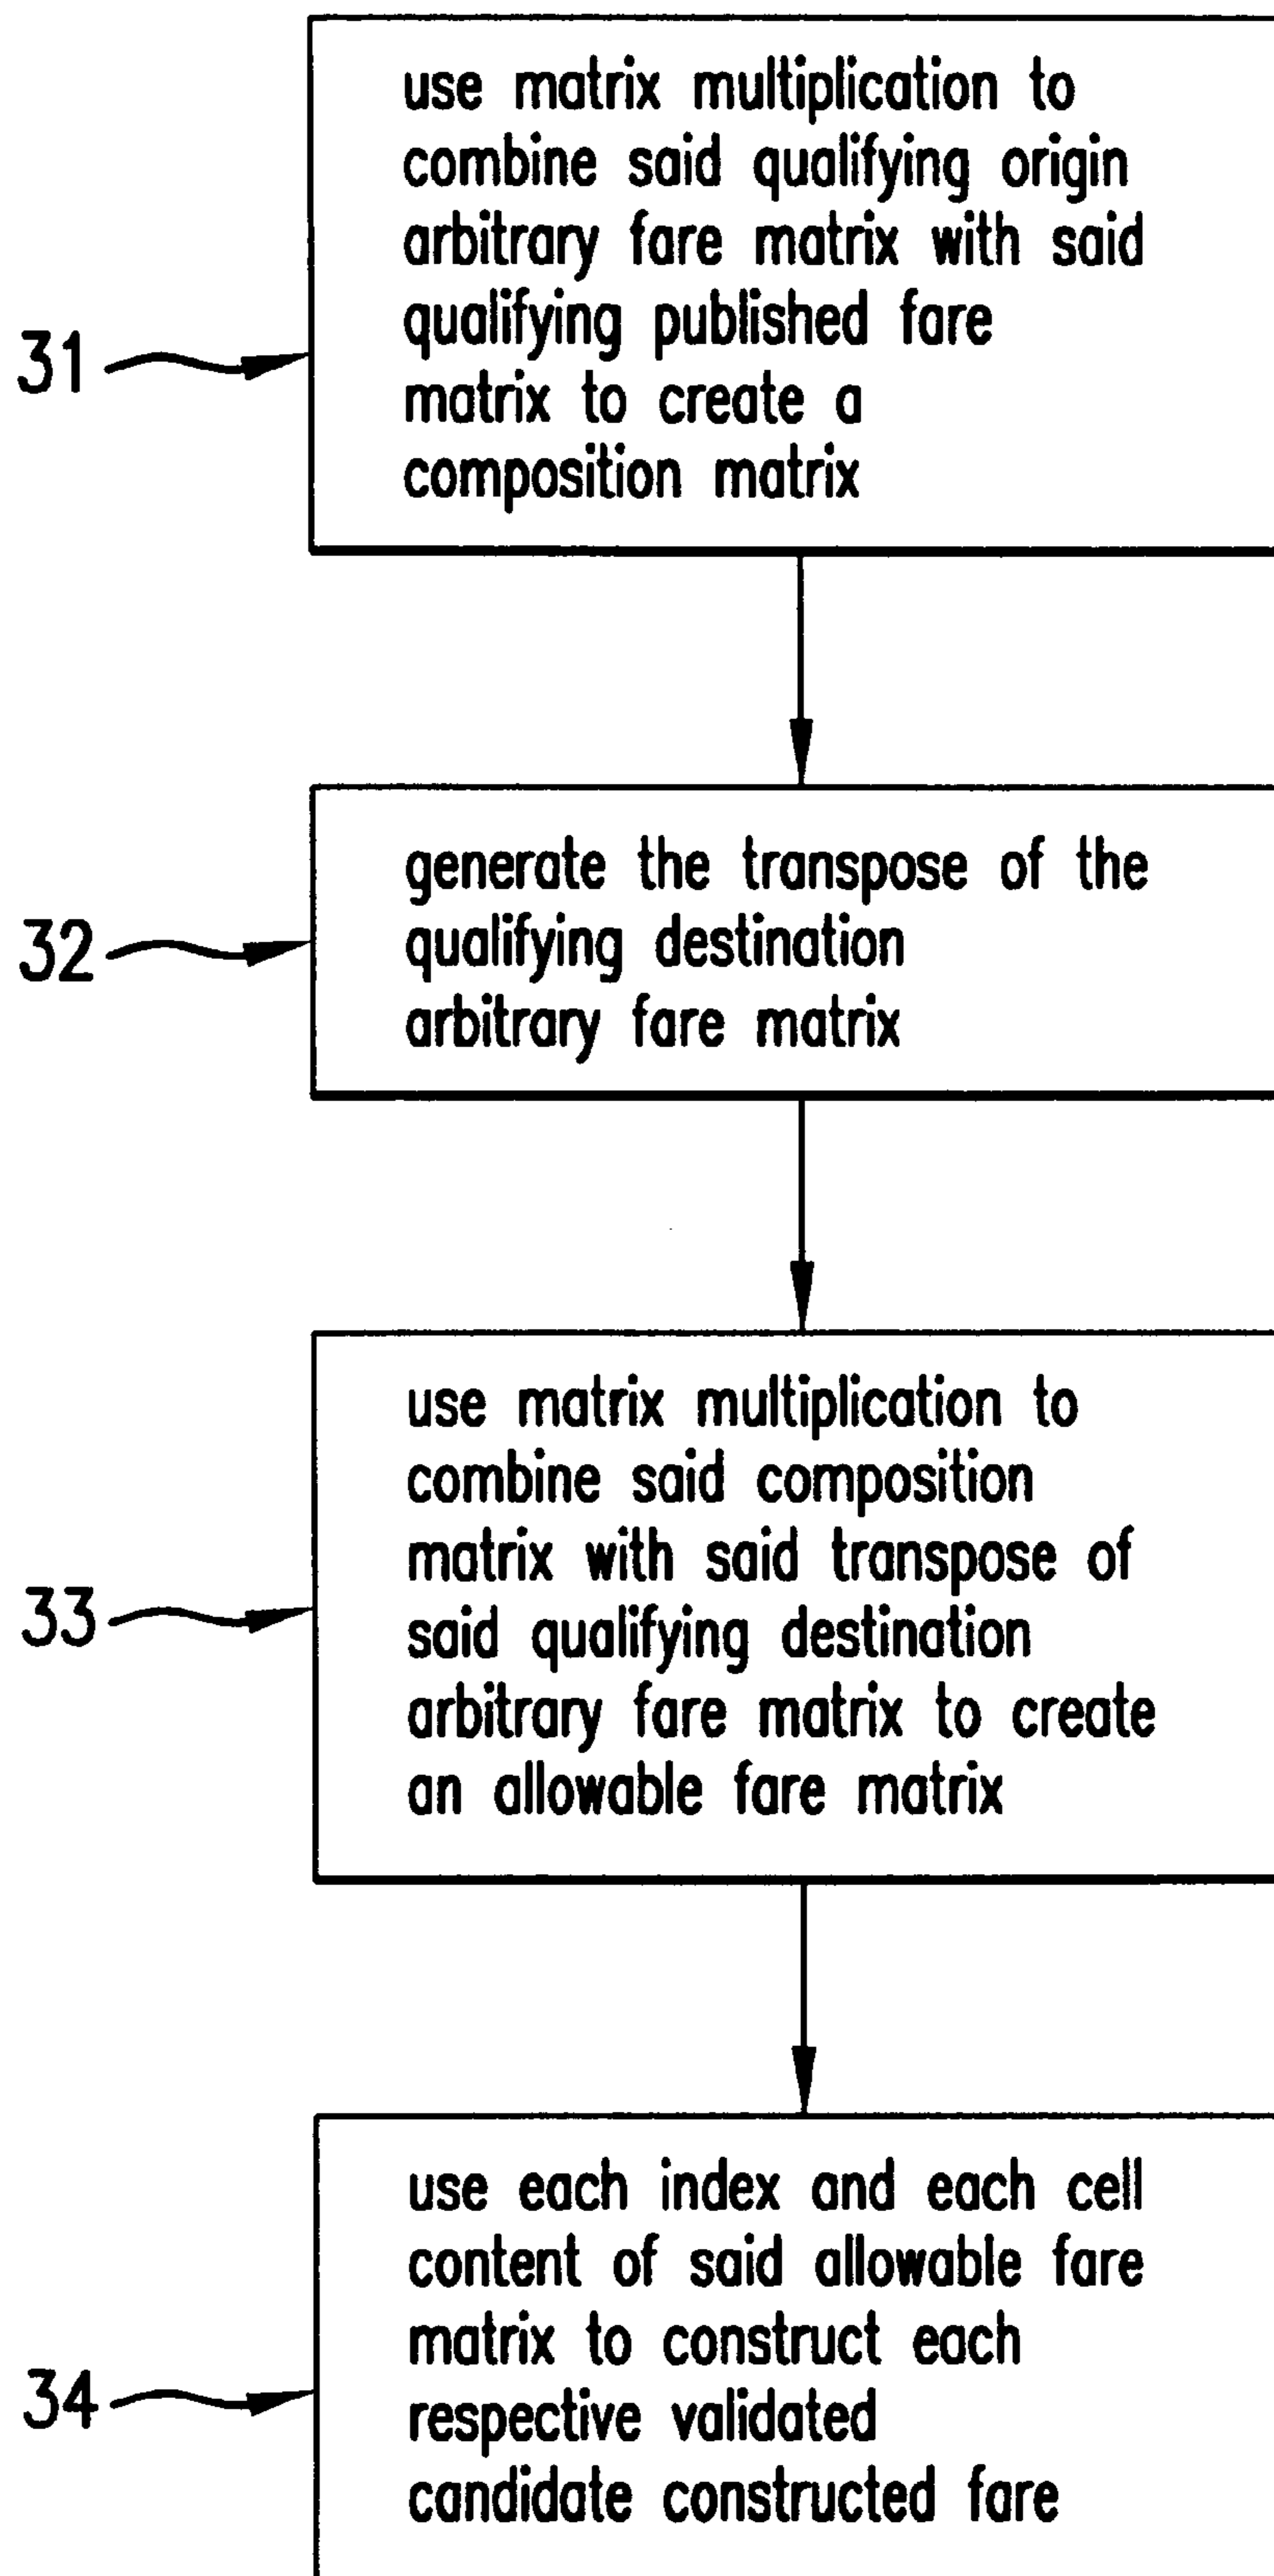 use matrix multiplication to
combine said qualifying origin
arbitrary fare matrix with said
qualifying published fare
matrix to create a
composition matrix
31
generate the transpose of the
qualifying destination
arbitrary fare matrix
32
use matrix multiplication to
combine said composition
matrix with said transpose of
said qualifying destination
arbitrary fare matrix to create
an allowable fare matrix
33
use each index and each cell
content of said allowable fare
matrix to construct each
respective validated
candidate constructed fare
34